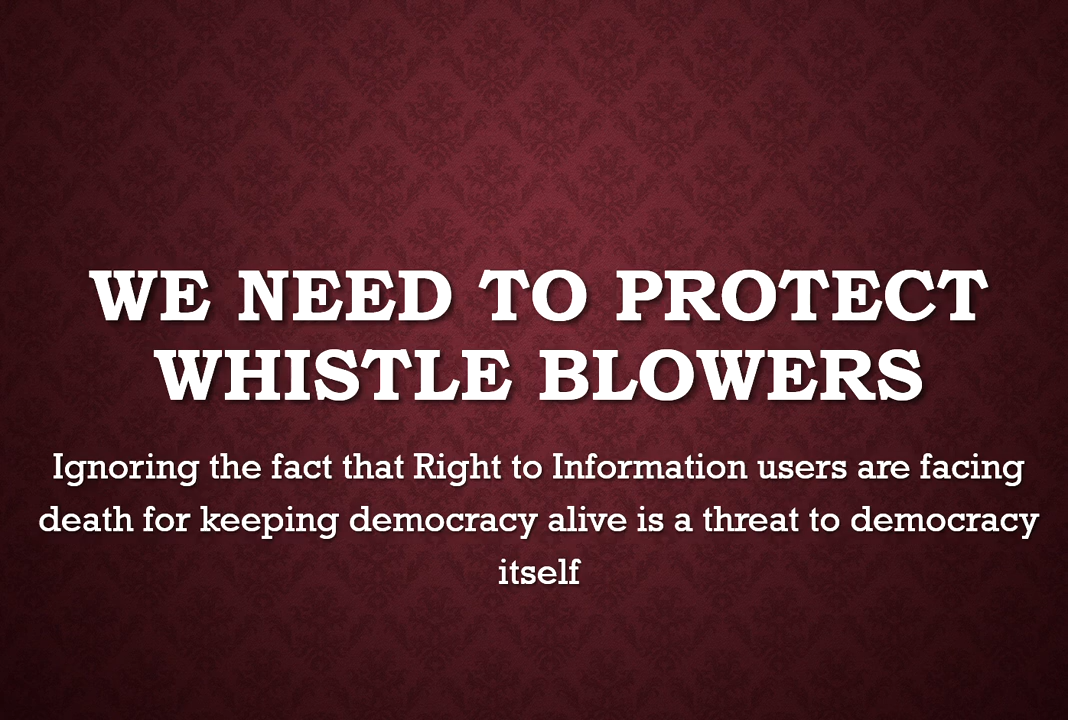 WE NEED TO PROTECT
WHISTLE BLOWERS
Ignoring the fact that Right to Information users are facing
death for keeping democracy alive is a threat to democracy
itself